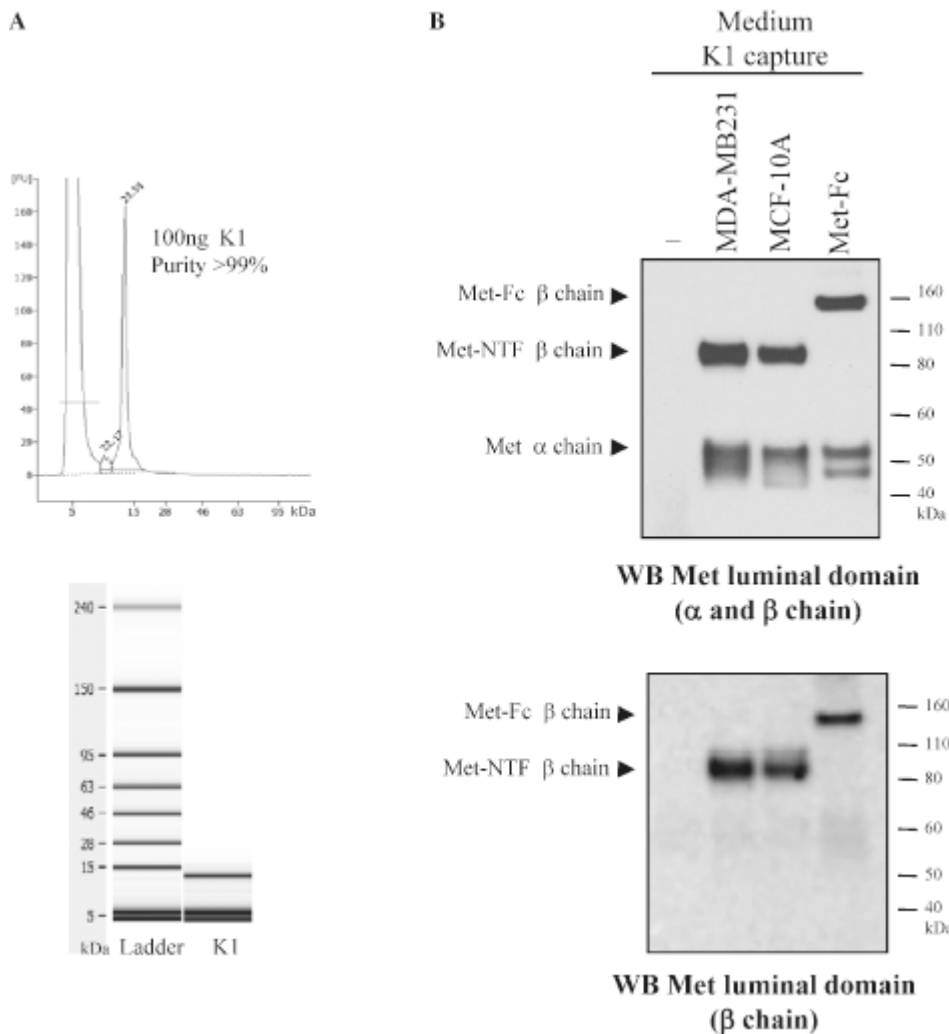 A
[FU]
160
140
120
100
80
60
40
20
0
5 15 28 46 63 95 kDa
100ng K1
Purity >99%
240
150
95
63
46
28
15
5
kDa Ladder K1
B
Medium
K1 capture
–
MDA-MB231
MCF-10A
Met-Fc
Met-Fc β chain
Met-NTF β chain
Met α chain
160
110
80
60
50
40
kDa
WB Met luminal domain
(α and β chain)
Met-Fc β chain
Met-NTF β chain
160
110
80
60
50
40
kDa
WB Met luminal domain
(β chain)